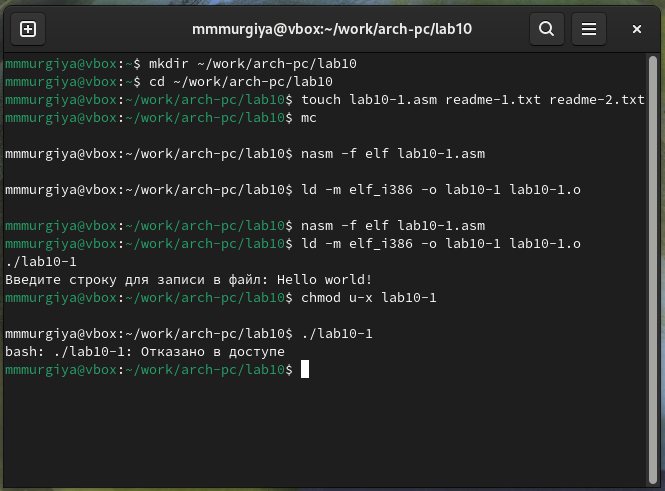 mmmurgiya@vbox:~/work/arch-pc/lab10
mmmurgiya@vbox:~$ mkdir ~/work/arch-pc/lab10
mmmurgiya@vbox:~$ cd ~/work/arch-pc/lab10
mmmurgiya@vbox:~/work/arch-pc/lab10$ touch lab10-1.asm readme-1.txt readme-2.txt
mmmurgiya@vbox:~/work/arch-pc/lab10$ mc
mmmurgiya@vbox:~/work/arch-pc/lab10$ nasm -f elf lab10-1.asm
mmmurgiya@vbox:~/work/arch-pc/lab10$ ld -m elf_i386 -o lab10-1 lab10-1.o
mmmurgiya@vbox:~/work/arch-pc/lab10$ nasm -f elf lab10-1.asm
mmmurgiya@vbox:~/work/arch-pc/lab10$ ld -m elf_i386 -o lab10-1 lab10-1.o
./lab10-1
Введите строку для записи в файл: Hello world!
mmmurgiya@vbox:~/work/arch-pc/lab10$ chmod u-x lab10-1
mmmurgiya@vbox:~/work/arch-pc/lab10$ ./lab10-1
bash: ./lab10-1: Отказано в доступе
mmmurgiya@vbox:~/work/arch-pc/lab10$